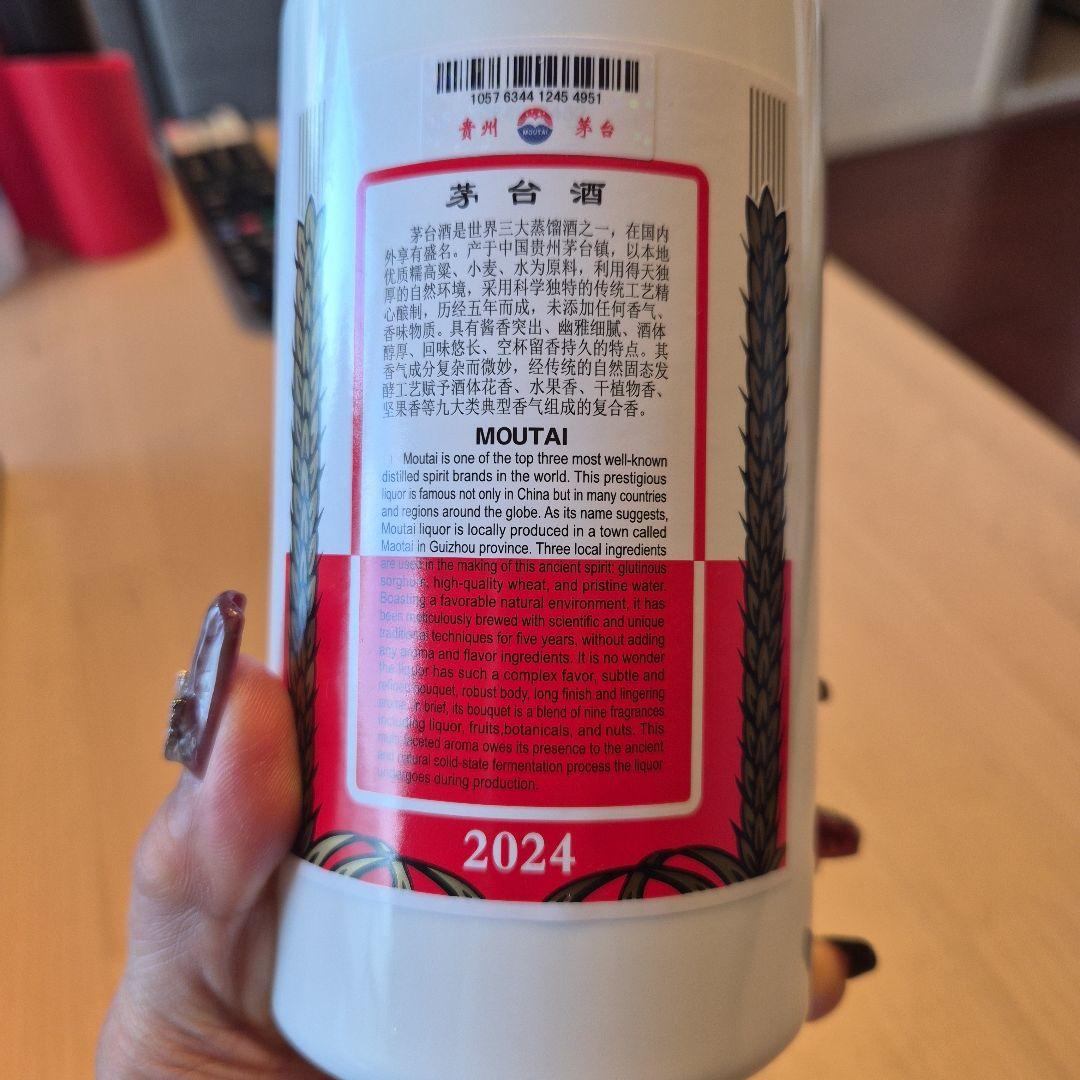 1057 6344 1245 4951
贵州 MOUTAI 茅台
茅台酒
茅台酒是世界三大蒸馏酒之一，在国内
外享有盛名。产于中国贵州茅台镇，以本地
优质糯高粱、小麦、水为原料，利用得天独
厚的自然环境，采用科学独特的传统工艺精
心酿制，历经五年而成，未添加任何香气、
香味物质。具有酱香突出、幽雅细腻、酒体
醇厚、回味悠长、空杯留香持久的特点。其
香气成分复杂而微妙，经传统的自然固态发
酵工艺赋予酒体花香、水果香、干植物香、
坚果香等九大类典型香气组成的复合香。
MOUTAI
Moutai is one of the top three most well-known
distilled spirit brands in the world. This prestigious
liquor is famous not only in China but in many countries
and regions around the globe. As its name suggests,
Moutai liquor is locally produced in a town called
Maotai in Guizhou province. Three local ingredients
are used in the making of this ancient spirit: glutinous
sorghum, high-quality wheat, and pristine water.
Boasting a favorable natural environment, it has
been meticulously brewed with scientific and unique
traditional techniques for five years, without adding
any aroma and flavor ingredients. It is no wonder
the liquor has such a complex favor, subtle and
refined bouquet, robust body, long finish and lingering
aroma. In brief, its bouquet is a blend of nine fragrances
including liquor, fruits,botanicals, and nuts. This
multifaceted aroma owes its presence to the ancient
and natural solid-state fermentation process the liquor
undergoes during production.
2024